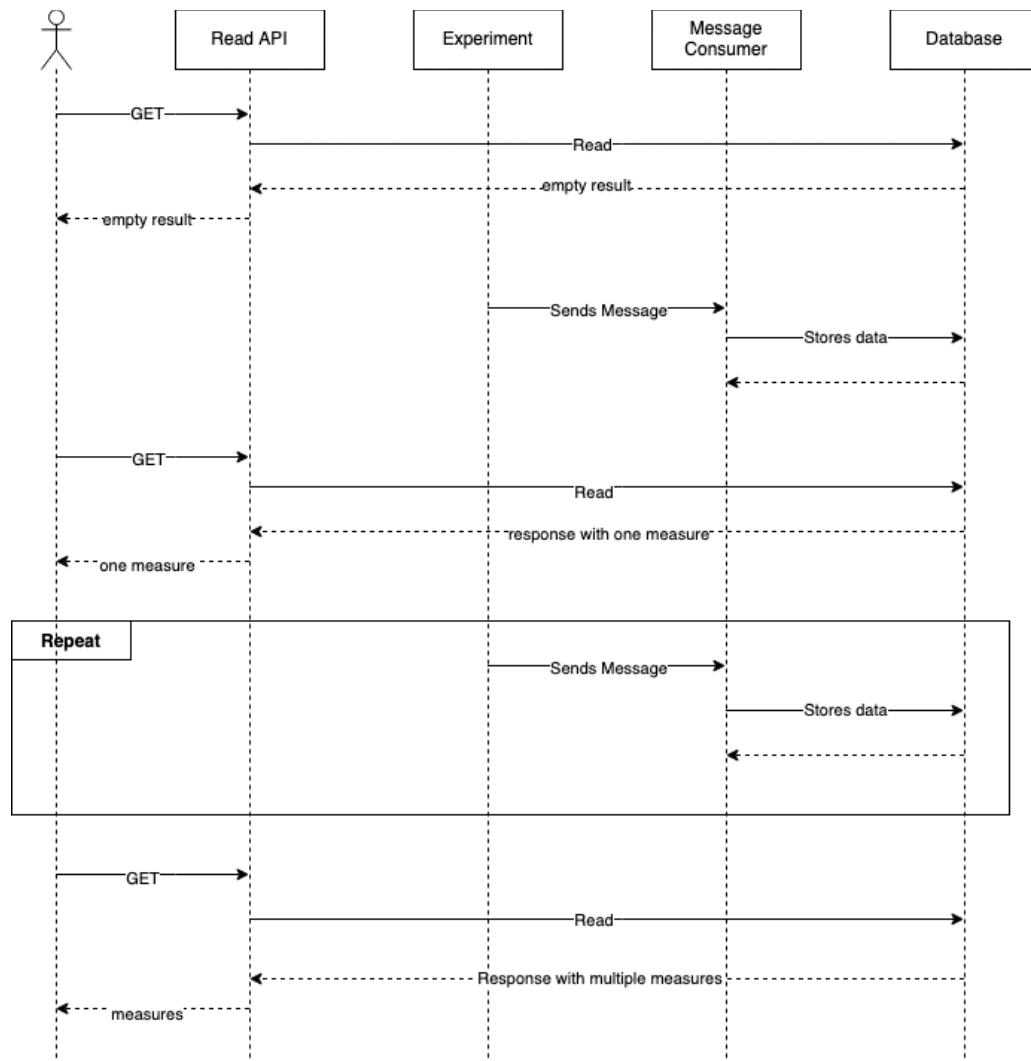 Read API
Experiment
Message
Consumer
Database
GET
Read
empty result
empty result
Sends Message
Stores data
GET
Read
response with one measure
one measure
Repeat
Sends Message
Stores data
GET
Read
Response with multiple measures
measures